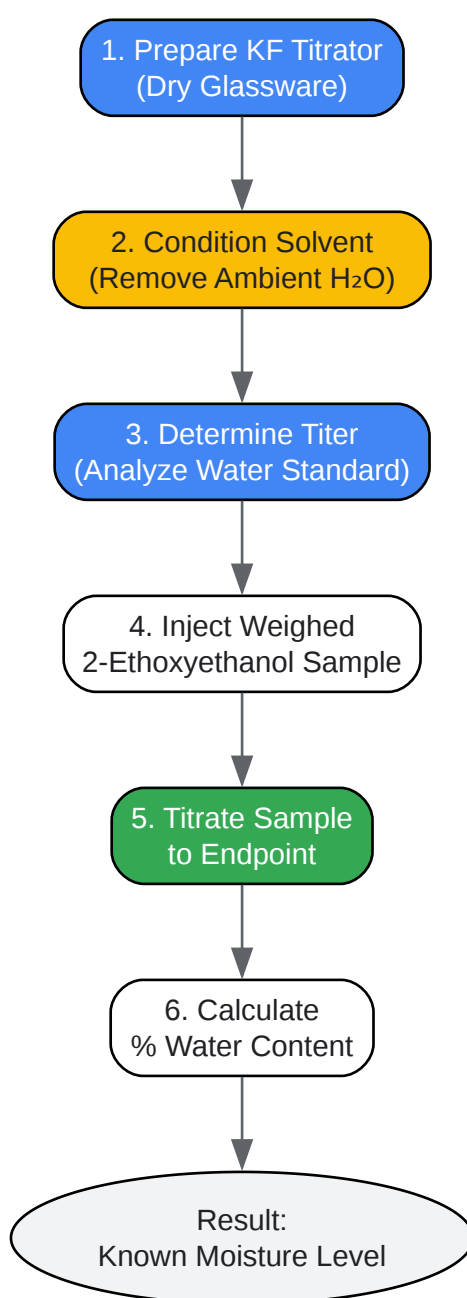 1. Prepare KF Titrator
(Dry Glassware)
2. Condition Solvent
(Remove Ambient H₂O)
3. Determine Titer
(Analyze Water Standard)
4. Inject Weighed
2-Ethoxyethanol Sample
5. Titrate Sample
to Endpoint
6. Calculate
% Water Content
Result:
Known Moisture Level